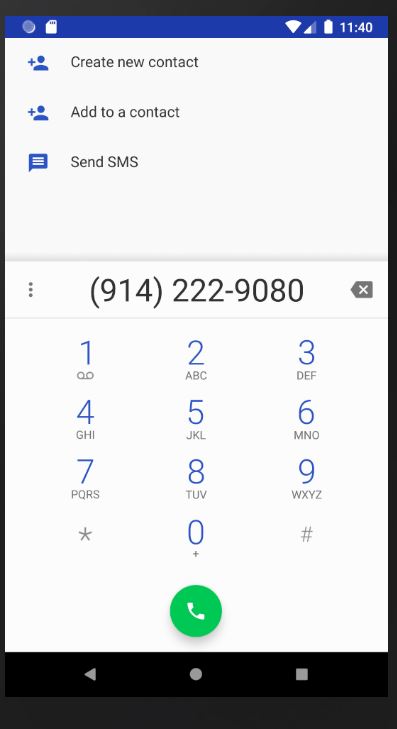 11:40
Create new contact
Add to a contact
Send SMS
(914) 222-9080
1 2 3
ABC DEF
4 5 6
GHI JKL MNO
7 8 9
PQRS TUV WXYZ
* 0 #
+